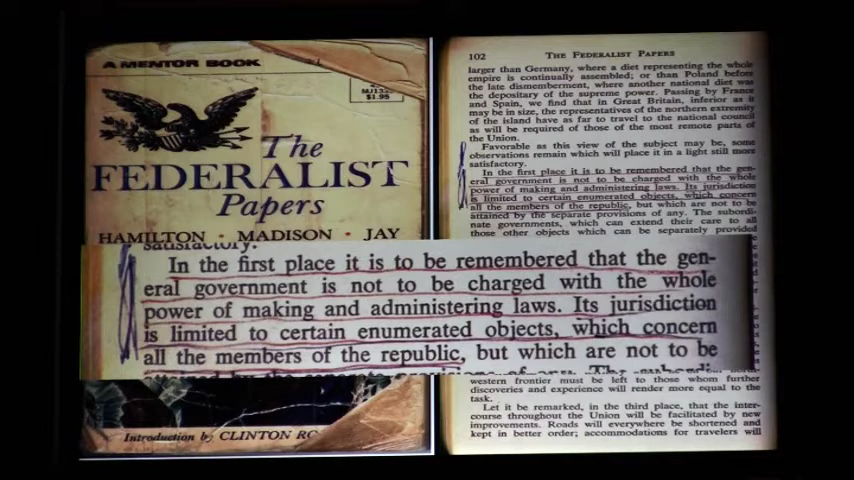 A MENTOR BOOK
$1.95
The
FEDERALIST
Papers
HAMILTON • MADISON • JAY
Introduction by CLINTON
102
THE FEDERALIST PAPERS
larger than Germany, where a diet representing the whole
empire is continually assembled; or than Poland before
the late dismemberment, where another national diet was
the depositary of the supreme power. Passing by France
and Spain, we find that in Great Britain, inferior as it
may be in size, the representatives of the northern extremity
of the island have as far to travel to the national council
as will be required of those of the most remote parts of
the Union.
Favorable as this view of the subject may be, some
observations remain which will place it in a light still more
satisfactory.
In the first place it is to be remembered that the gen-
eral government is not to be charged with the whole
power of making and administering laws. Its jurisdiction
is limited to certain enumerated objects, which concern
all the members of the republic, but which are not to be
attained by the separate provisions of any. The subordi-
nate governments, which can extend their care to all
those other objects which can be separately provided
satisfactory.
In the first place it is to be remembered that the gen-
eral government is not to be charged with the whole
power of making and administering laws. Its jurisdiction
is limited to certain enumerated objects, which concern
all the members of the republic, but which are not to be
western frontier must be left to those whom further
discoveries and experience will render more equal to the
task.
Let it be remarked, in the third place, that the inter-
course throughout the Union will be facilitated by new
improvements. Roads will everywhere be shortened and
kept in better order; accommodations for travelers will